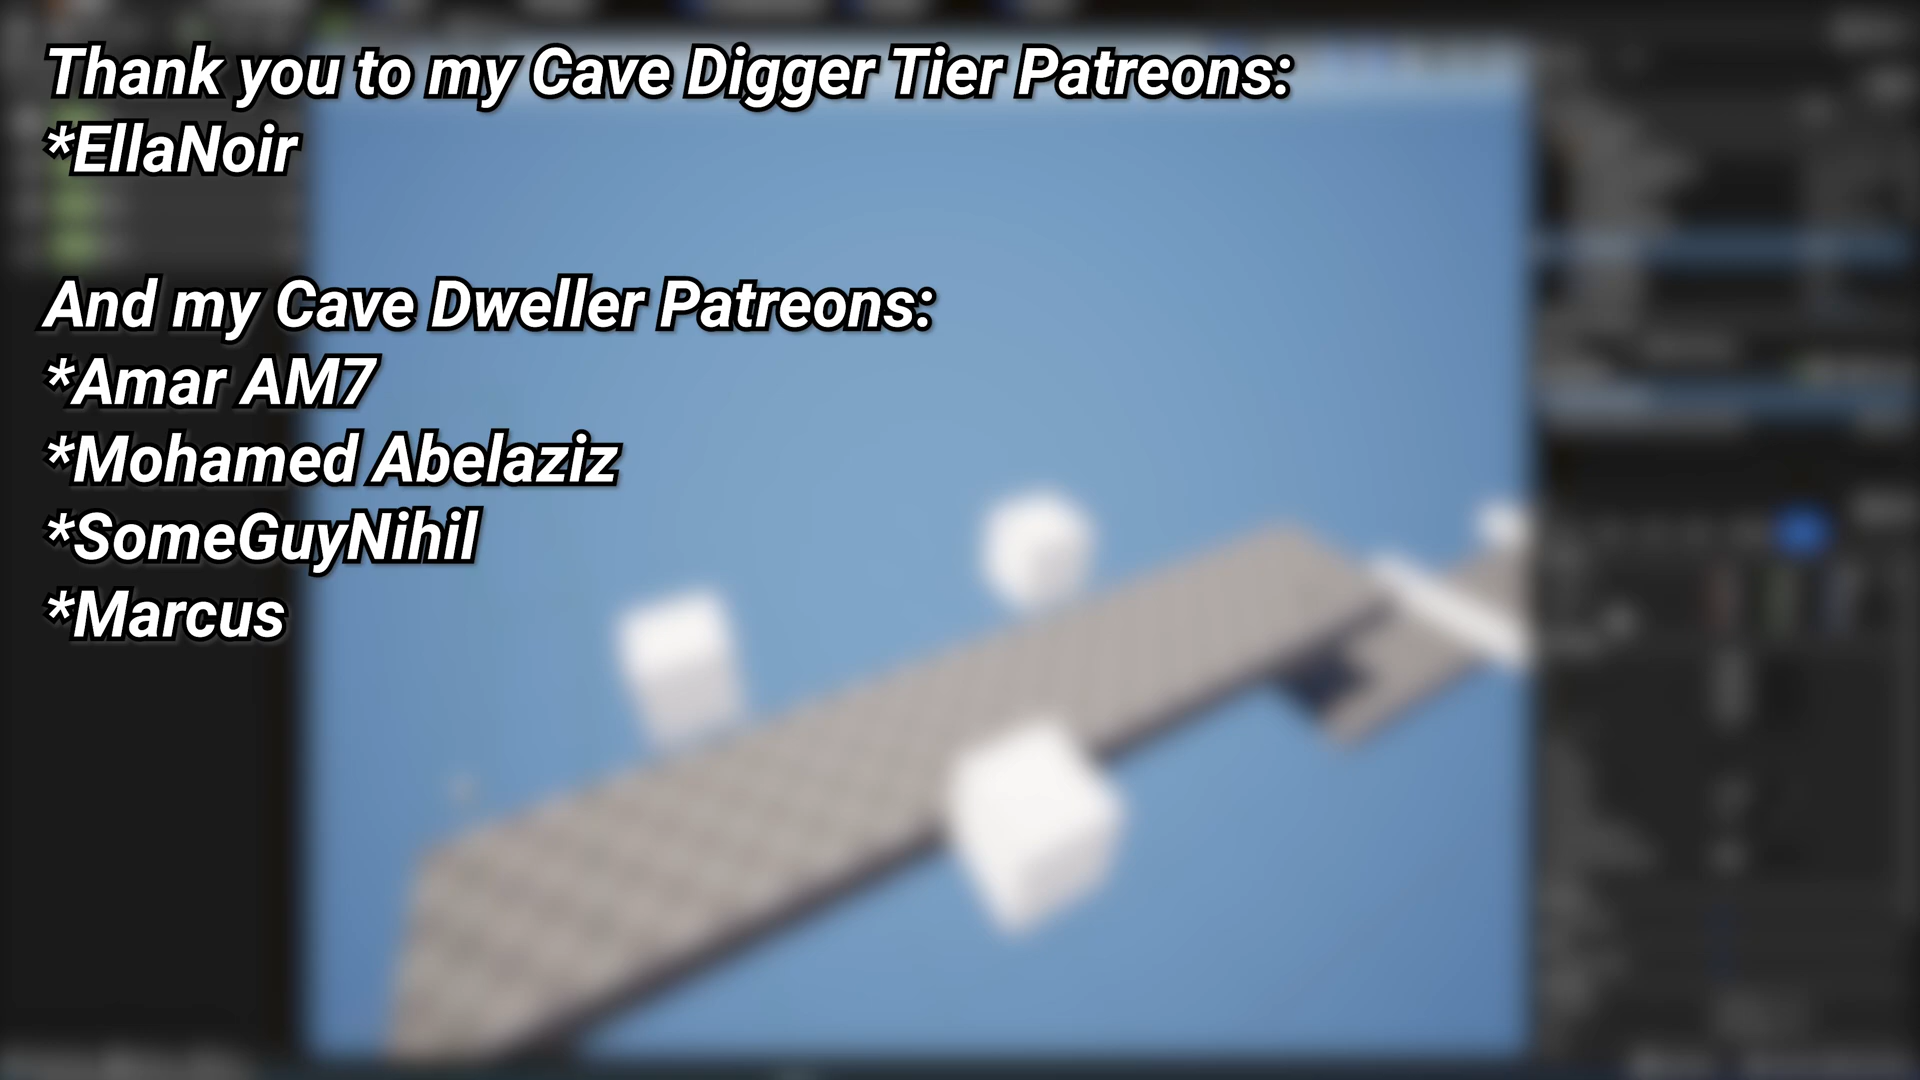 Thank you to my Cave Digger Tier Patreons:
*EllaNoir
And my Cave Dweller Patreons:
*Amar AM7
*Mohamed Abelaziz
*SomeGuyNihil
*Marcus